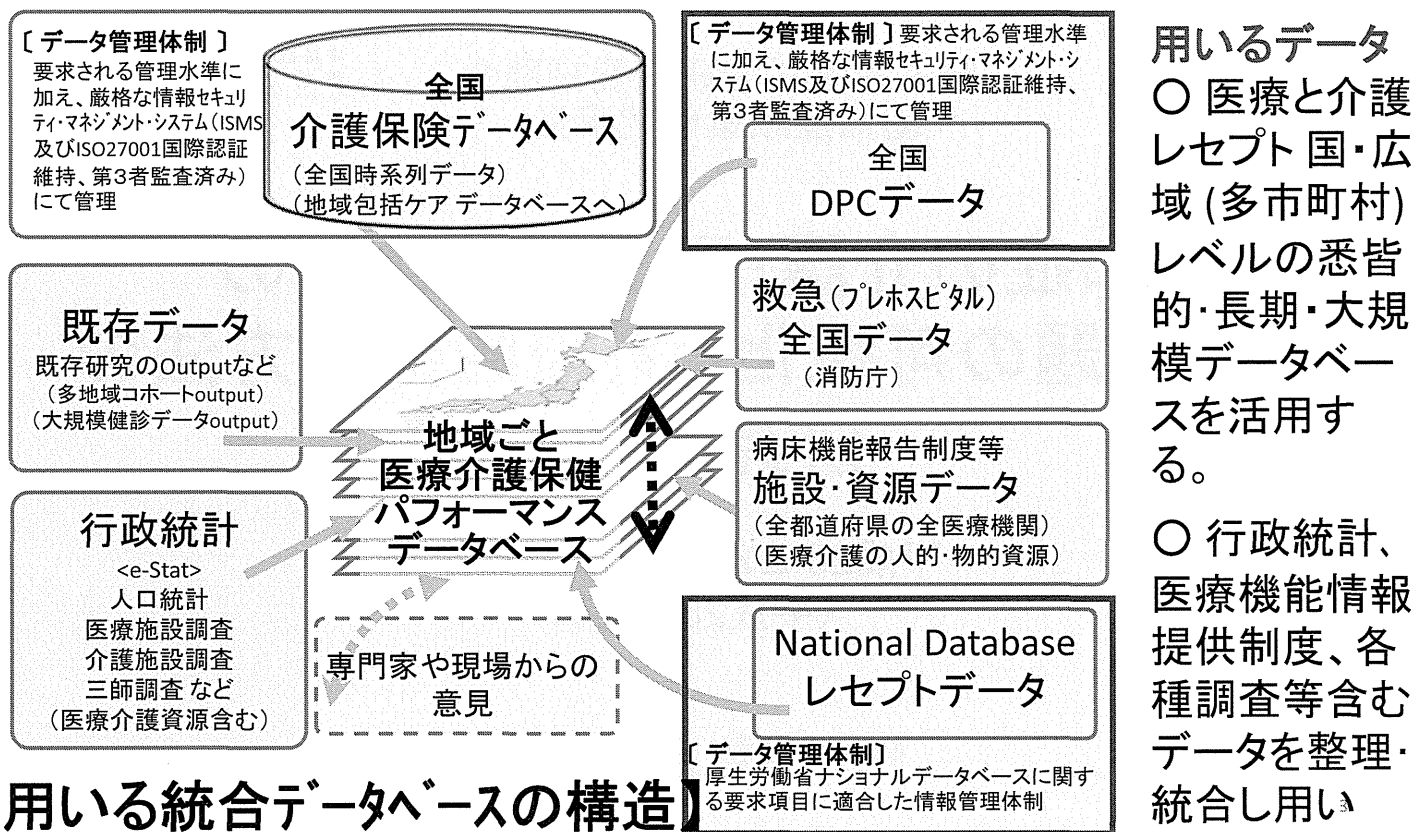 〔 データ管理体制 〕
要求される管理水準に
加え、厳格な情報ｾｷｭﾘ
ﾃｨ･ﾏﾈｼﾞﾒﾝﾄ･ｼｽﾃﾑ(ISMS
及びISO27001国際認証
維持、第3者監査済み)
にて管理
全国
介護保険ﾃﾞｰﾀﾍﾞｰｽ
(全国時系列データ)
(地域包括ケア データベースへ)
〔 データ管理体制 〕要求される管理水準
に加え、厳格な情報ｾｷｭﾘﾃｨ･ﾏﾈｼﾞﾒﾝﾄ･ｼ
ｽﾃﾑ(ISMS及びISO27001国際認証維持、
第3者監査済み)にて管理
全国
DPCデータ
既存データ
既存研究のOutputなど
(多地域コホートoutput)
(大規模健診データoutput)
救急(ﾌﾟﾚﾎｽﾋﾟﾀﾙ)
全国データ
(消防庁)
地域ごと
医療介護保健
パフォーマンス
データベース
病床機能報告制度等
施設･資源データ
(全都道府県の全医療機関)
(医療介護の人的･物的資源)
行政統計
<e-Stat>
人口統計
医療施設調査
介護施設調査
三師調査 など
(医療介護資源含む)
専門家や現場からの
意見
National Database
レセプトデータ
〔 データ管理体制〕
厚生労働省ナショナルデータベースに関す
る要求項目に適合した情報管理体制
用いる統合ﾃﾞｰﾀﾍﾞｰｽの構造】
用いるデータ
○ 医療と介護
レセプト 国･広
域 (多市町村)
レベルの悉皆
的･長期･大規
模データベー
スを活用す
る。
○ 行政統計、
医療機能情報
提供制度、各
種調査等含む
データを整理･
統合し用い